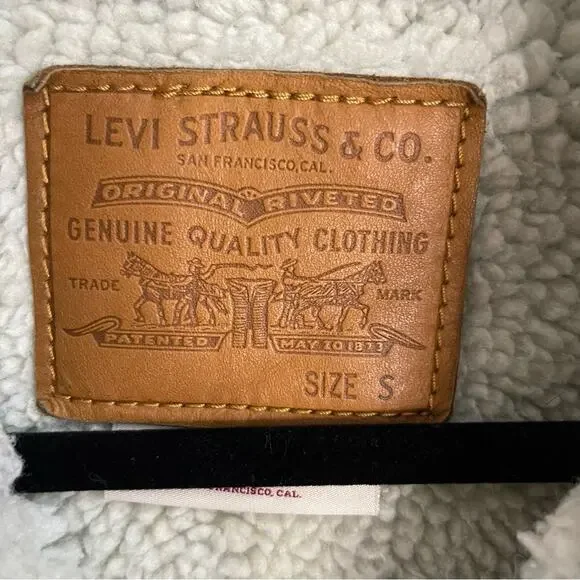 LEVI STRAUSS & CO.
SAN FRANCISCO, CAL.
ORIGINAL RIVETED
GENUINE QUALITY CLOTHING
TRADE MARK
PATENTED MAY 20 1873
SIZE S
FRANCISCO, CAL.